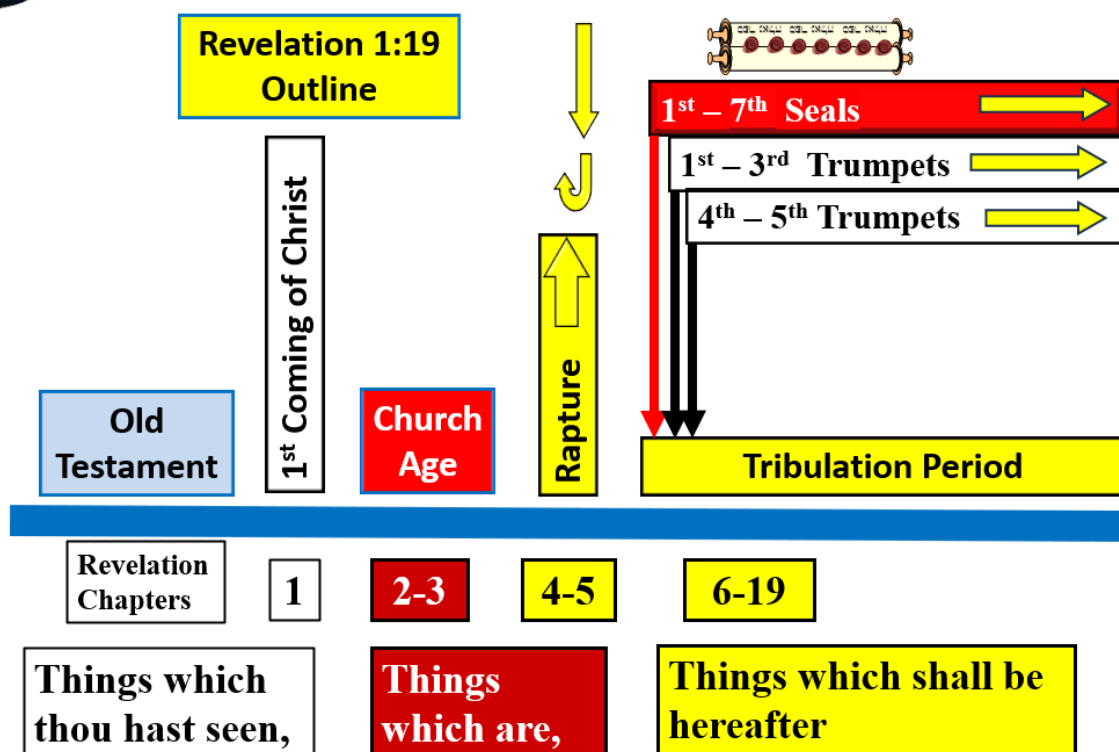 Revelation 1:19
Outline
1st – 7th Seals
1st – 3rd Trumpets
4th – 5th Trumpets
1st Coming of Christ
Rapture
Old
Testament
Church
Age
Tribulation Period
Revelation
Chapters
1
2-3
4-5
6-19
Things which
thou hast seen,
Things
which are,
Things which shall be
hereafter